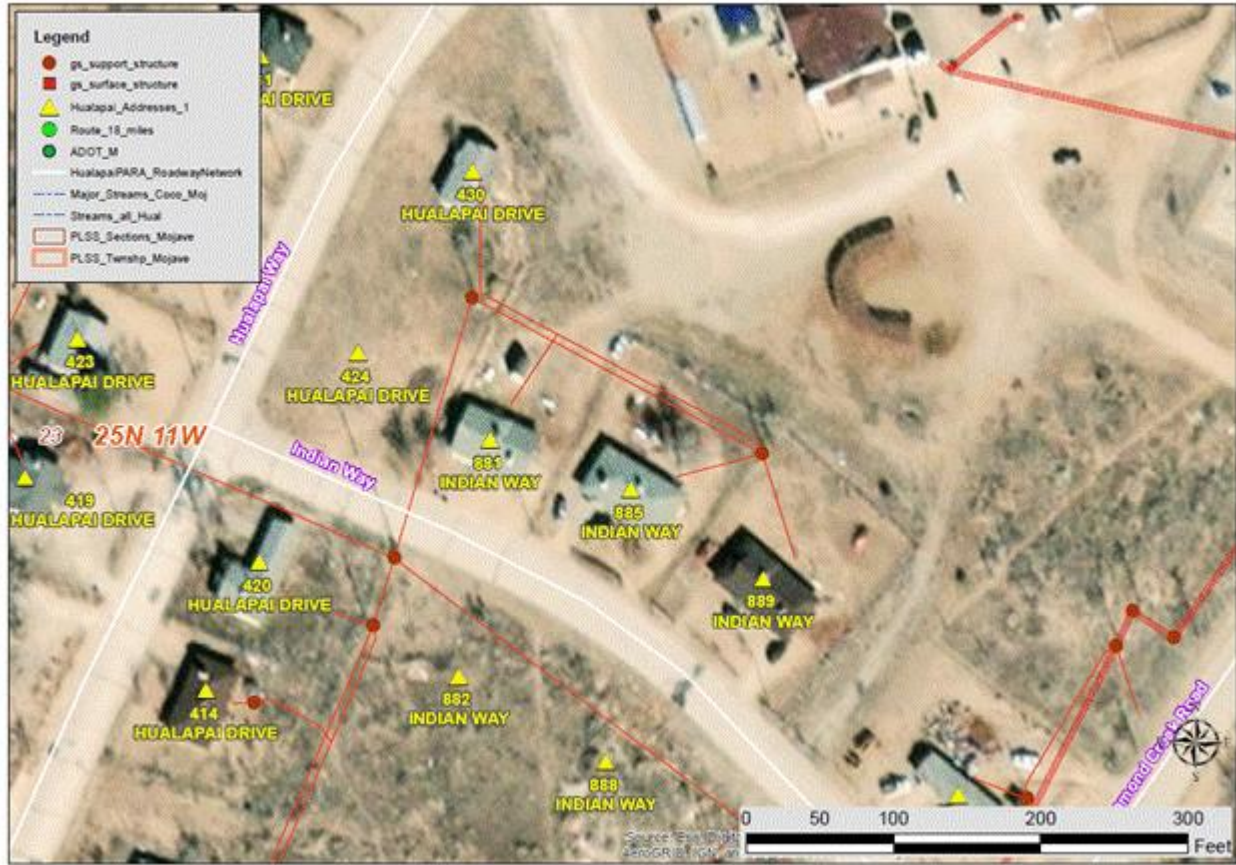 Legend
gs_support_structure
gs_surface_structure
Hualapai_Addresses_1
Route_18_miles
ADOT_M
HualapaiPARA_RoadwayNetwork
Major_Streams_Coco_Moj
Streams_all_Hual
PLSS_Sections_Mojave
PLSS_Twnshp_Mojave
AI DRIVE
430
HUALAPAI DRIVE
Hualapai Way
423
HUALAPAI DRIVE
424
HUALAPAI DRIVE
23 25N 11W
Indian Way
881
INDIAN WAY
419
HUALAPAI DRIVE
885
INDIAN WAY
420
HUALAPAI DRIVE
889
INDIAN WAY
882
INDIAN WAY
414
HUALAPAI DRIVE
888
INDIAN WAY
mond Creek Road
S
0 50 100 200 300
Feet